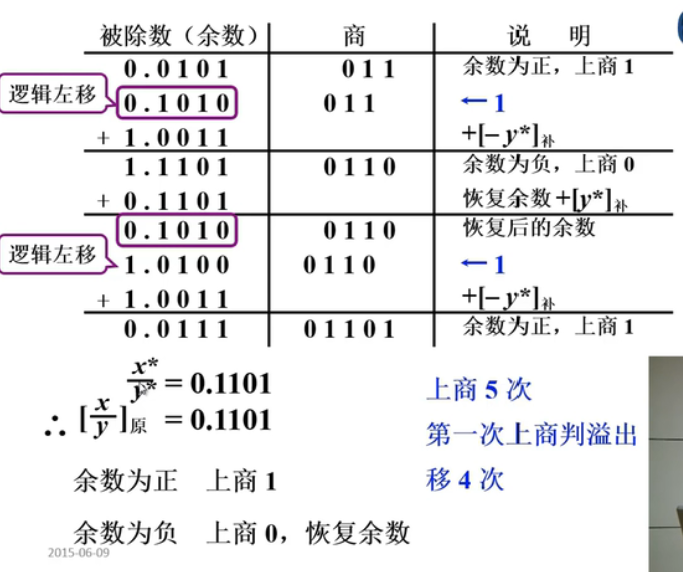 被除数（余数） 商 说 明
0.0101 011 余数为正，上商 1
逻辑左移 0.1010 011 ←1
+ 1.0011 +[– y*]补
1.1101 0110 余数为负，上商 0
+ 0.1101 恢复余数 +[y*]补
0.1010 0110 恢复后的余数
逻辑左移 1.0100 0110 ←1
+ 1.0011 +[– y*]补
0.0111 01101 余数为正，上商 1
x*
y* = 0.1101
上商 5 次
∴ [x/y]原 = 0.1101
第一次上商判溢出
余数为正 上商 1
移 4 次
余数为负 上商 0，恢复余数
2015-06-09